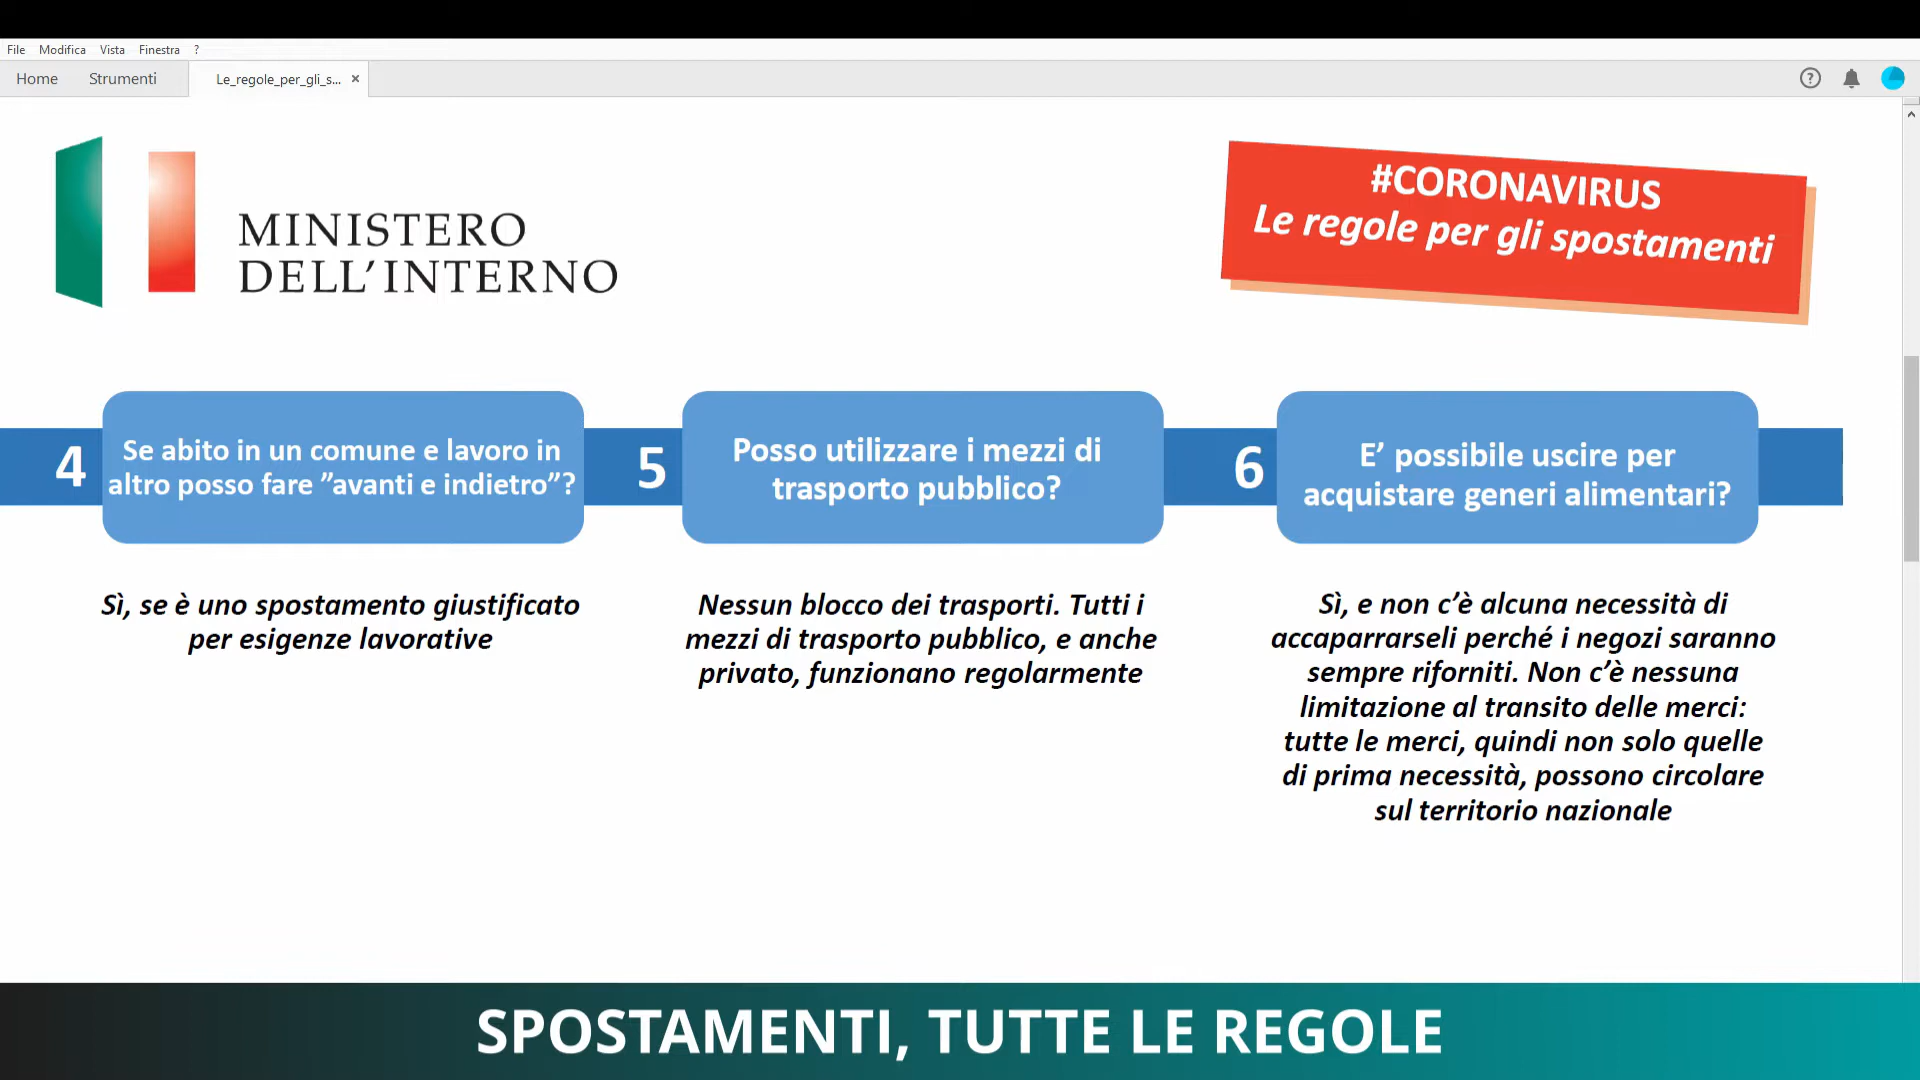 File Modifica Vista Finestra ?
Home Strumenti Le_regole_per_gli_s... ×
MINISTERO
DELL'INTERNO
#CORONAVIRUS
Le regole per gli spostamenti
4
Se abito in un comune e lavoro in
altro posso fare ”avanti e indietro”?
Sì, se è uno spostamento giustificato
per esigenze lavorative
5
Posso utilizzare i mezzi di
trasporto pubblico?
Nessun blocco dei trasporti. Tutti i
mezzi di trasporto pubblico, e anche
privato, funzionano regolarmente
6
E’ possibile uscire per
acquistare generi alimentari?
Sì, e non c’è alcuna necessità di
accaparrarseli perché i negozi saranno
sempre riforniti. Non c’è nessuna
limitazione al transito delle merci:
tutte le merci, quindi non solo quelle
di prima necessità, possono circolare
sul territorio nazionale
SPOSTAMENTI, TUTTE LE REGOLE